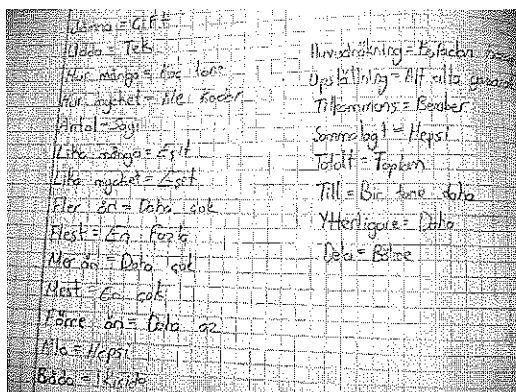 Jämna = Çift
Udda = Tek
Hur många = Kaç tane
Hur mycket = Ne Kadar
Antal = Sayı
Lika många = Eşit
Lika mycket = Eşit
Fler än = Daha çok
Flest = En Fazla
Mer än = Daha çok
Mest = En çok
Färre än = Daha az
Alla = Hepsi
Båda = İkiside
Huvudräkning = Kafadan
Uppställning = Alt alta
Tillsammans = Beraber
Sammanlagt = Hepsi
Totalt = Toplam
Till = Bir tane daha
Ytterligare = Daha
Dela = Bölme